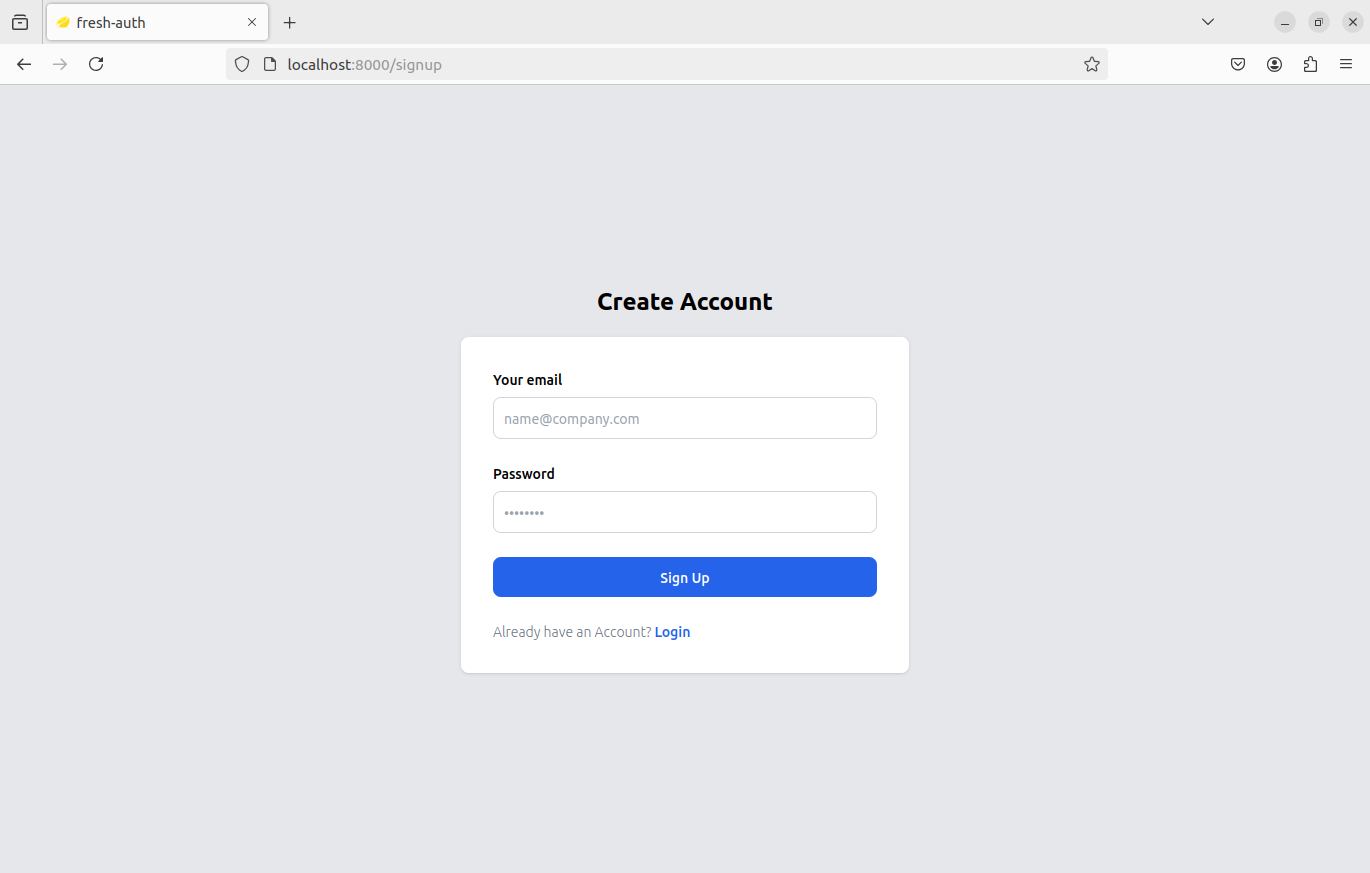 fresh-auth
localhost:8000/signup
Create Account
Your email
name@company.com
Password
••••••••
Sign Up
Already have an Account? Login